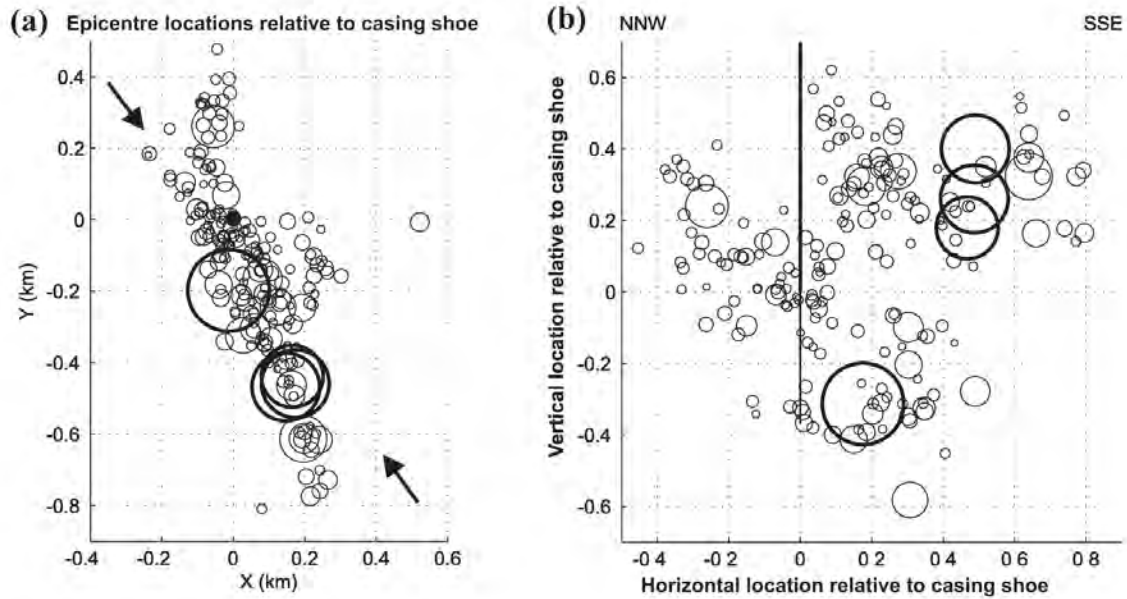 (a) Epicentre locations relative to casing shoe
0.4
0.2
0
-0.2
-0.4
-0.6
-0.8
Y (km)
-0.4 -0.2 0 0.2 0.4 0.6
X (km)
(b) NNW SSE
0.6
0.4
0.2
0
-0.2
-0.4
-0.6
Vertical location relative to casing shoe
-0.4 -0.2 0 0.2 0.4 0.6 0.8
Horizontal location relative to casing shoe